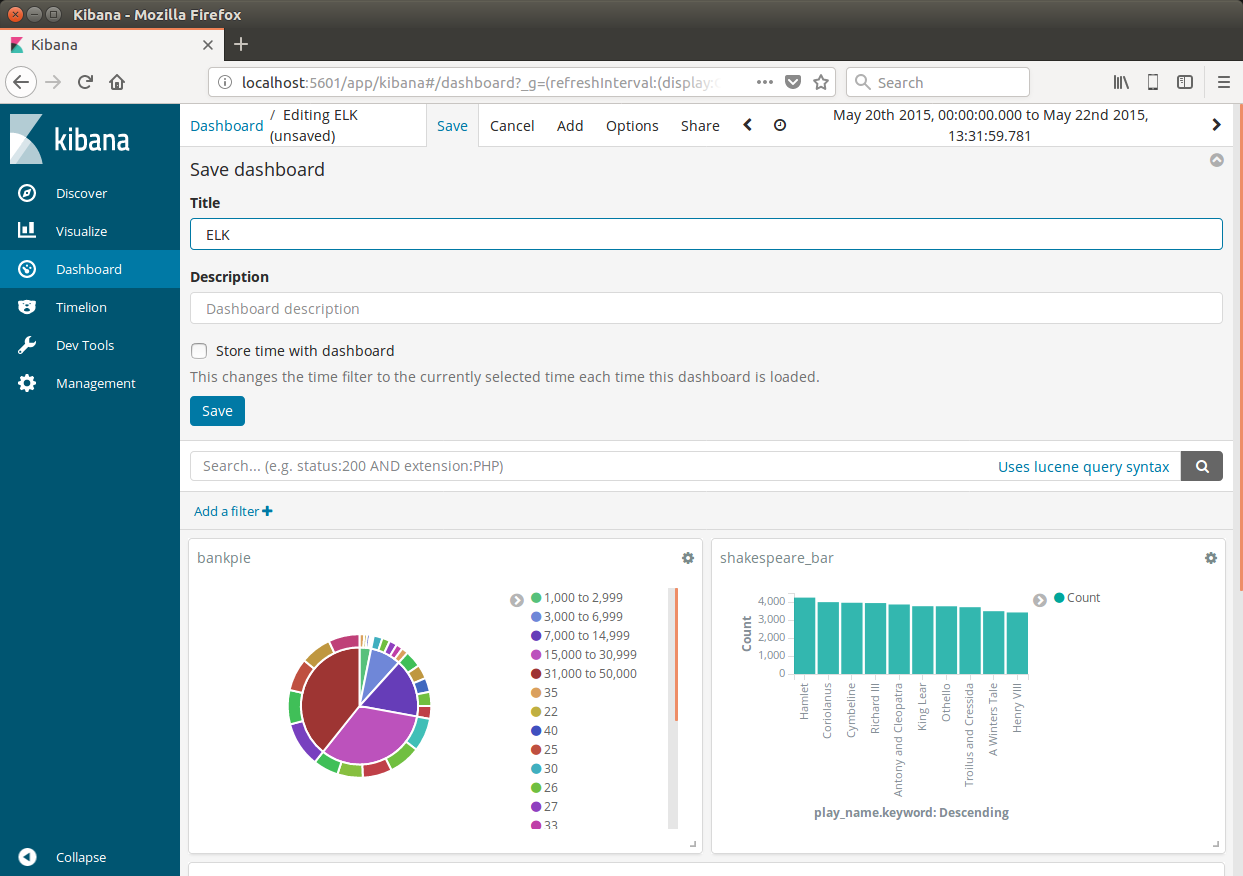 Kibana - Mozilla Firefox
Kibana
localhost:5601/app/kibana#/dashboard?_g=(refreshInterval:(display:
Search
kibana
Discover
Visualize
Dashboard
Timelion
Dev Tools
Management
Collapse
Dashboard / Editing ELK
(unsaved)
Save
Cancel
Add
Options
Share
May 20th 2015, 00:00:00.000 to May 22nd 2015,
13:31:59.781
Save dashboard
Title
ELK
Description
Dashboard description
Store time with dashboard
This changes the time filter to the currently selected time each time this dashboard is loaded.
Save
Search... (e.g. status:200 AND extension:PHP)
Uses lucene query syntax
Add a filter +
bankpie
1,000 to 2,999
3,000 to 6,999
7,000 to 14,999
15,000 to 30,999
31,000 to 50,000
35
22
40
25
30
26
27
33
shakespeare_bar
Count
4,000
3,000
2,000
1,000
0
Hamlet
Coriolanus
Cymbeline
Richard III
Antony and Cleopatra
King Lear
Othello
Troilus and Cressida
A Winters Tale
Henry VIII
play_name.keyword: Descending
Count